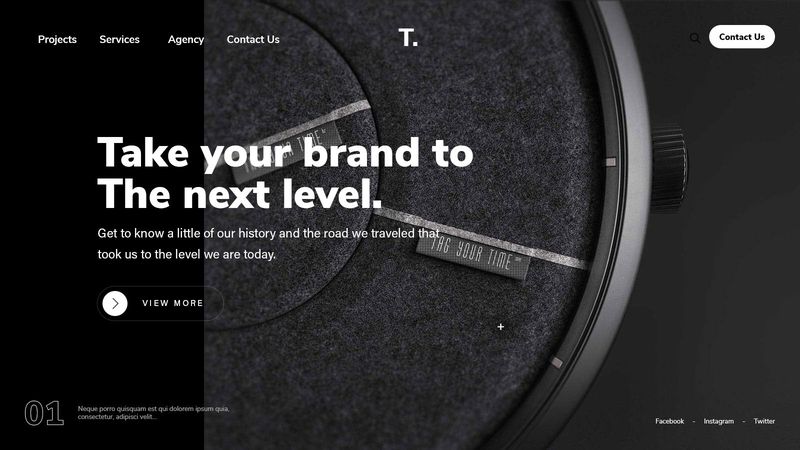 Projects
Services
Agency
Contact Us
T.
Contact Us
Take your brand to
The next level.
Get to know a little of our history and the road we traveled that
took us to the level we are today.
TAG YOUR TIME
VIEW MORE
01
Neque porro quisquam est qui dolorem ipsum quia,
consectetur, adipisci velit...
Facebook - Instagram - Twitter